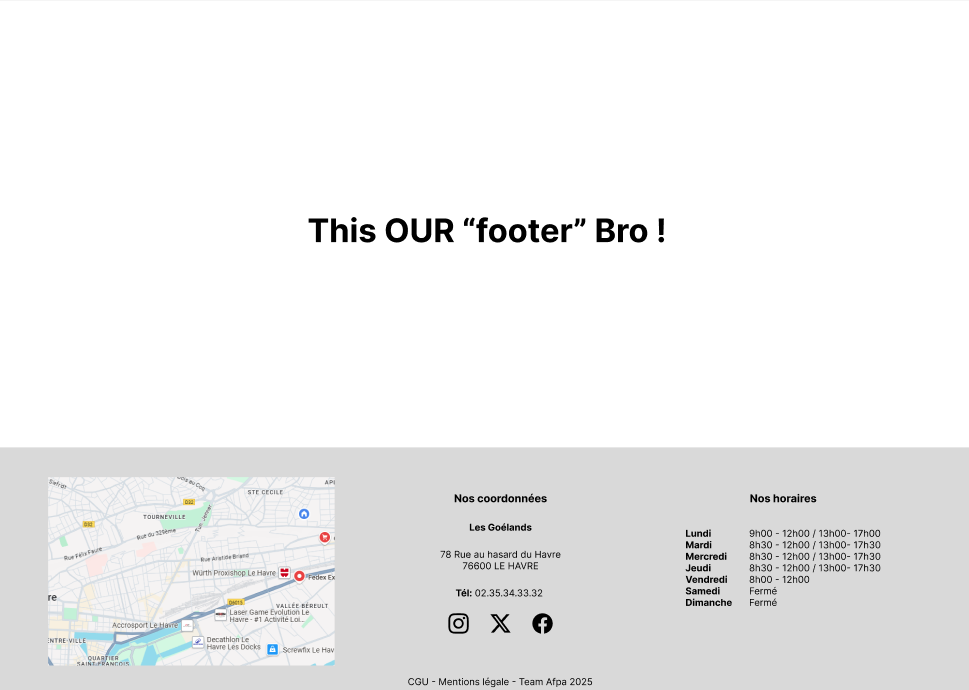 This OUR “footer” Bro !
STE CECILE
D32
TOURNEVILLE
D32
Rue du 329ème
Rue Félix Faure
Rue Aristide Briand
Würth Proxishop Le Havre
Fedex Ex
re
D6015
VALLÉE BÉREULT
Laser Game Evolution Le
Havre - #1 Activité Loi...
Accrosport Le Havre
ENTRE-VILLE
Decathlon Le
Havre Les Docks
Screwfix Le Hav
QUARTIER
SAINT-FRANÇOIS
Nos coordonnées
Les Goélands
78 Rue au hasard du Havre
76600 LE HAVRE
Tél: 02.35.34.33.32
Nos horaires
Lundi 9h00 - 12h00 / 13h00- 17h00
Mardi 8h30 - 12h00 / 13h00- 17h30
Mercredi 8h30 - 12h00 / 13h00- 17h30
Jeudi 8h30 - 12h00 / 13h00- 17h30
Vendredi 8h00 - 12h00
Samedi Fermé
Dimanche Fermé
CGU - Mentions légale - Team Afpa 2025